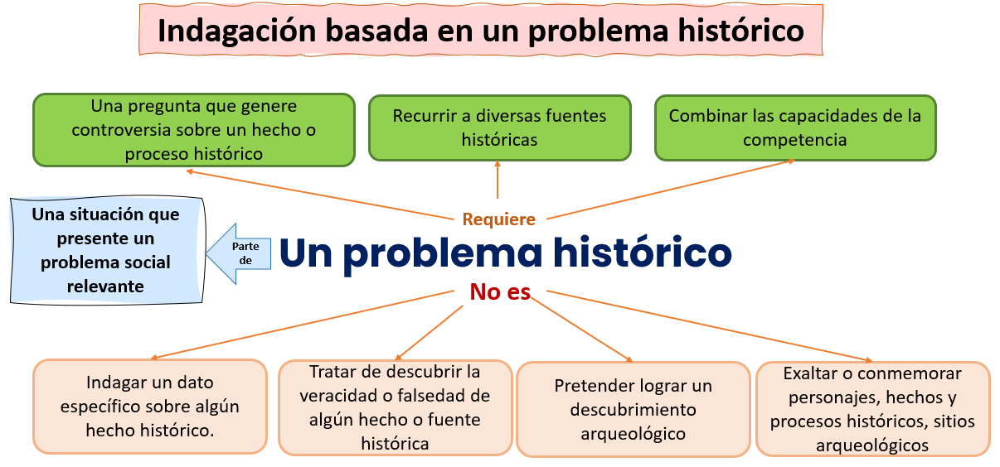 Indagación basada en un problema histórico
Una pregunta que genere
controversia sobre un hecho o
proceso histórico
Recurrir a diversas fuentes
históricas
Combinar las capacidades de la
competencia
Una situación que
presente un
problema social
relevante
Parte
de
Requiere
Un problema histórico
No es
Indagar un dato
específico sobre algún
hecho histórico.
Tratar de descubrir la
veracidad o falsedad de
algún hecho o fuente
histórica
Pretender lograr un
descubrimiento
arqueológico
Exaltar o conmemorar
personajes, hechos y
procesos históricos, sitios
arqueológicos